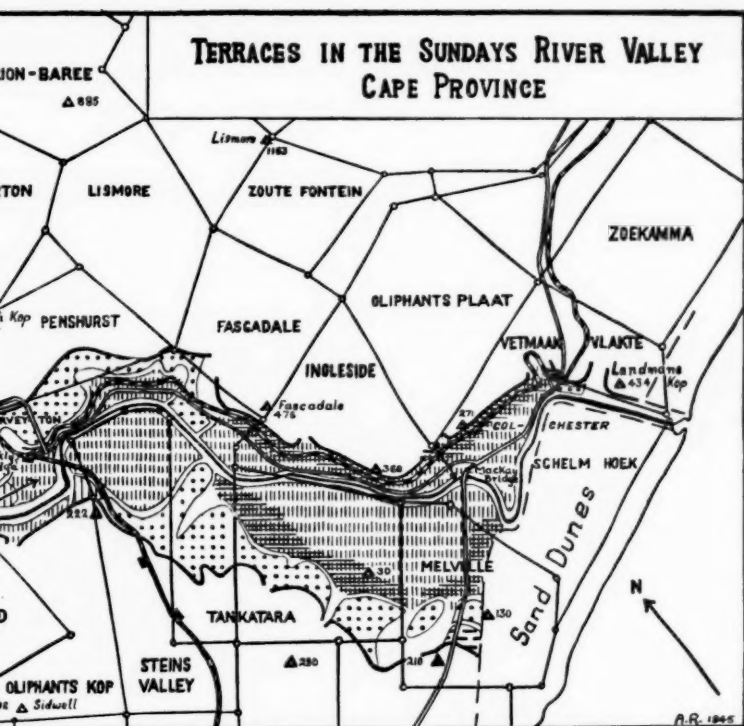 TERRACES IN THE SUNDAYS RIVER VALLEY
CAPE PROVINCE
ION-BAREE
885
Lismore
1163
TON
LISMORE
ZOUTE FONTEIN
ZOEKAMMA
Kop
PENSHURST
FASCADALE
OLIPHANTS PLAAT
VETMAAK VLAKTE
INGLESIDE
Landmans
434 Kop
Fascadale
475
271
COL-CHESTER
360
MacKay
Bridge
SCHELM HOEK
222
Sand Dunes
MELVILLE
30
N
TANKATARA
130
STEINS
VALLEY
250
210
OLIPHANTS KOP
Sidwell
A.R. 1945